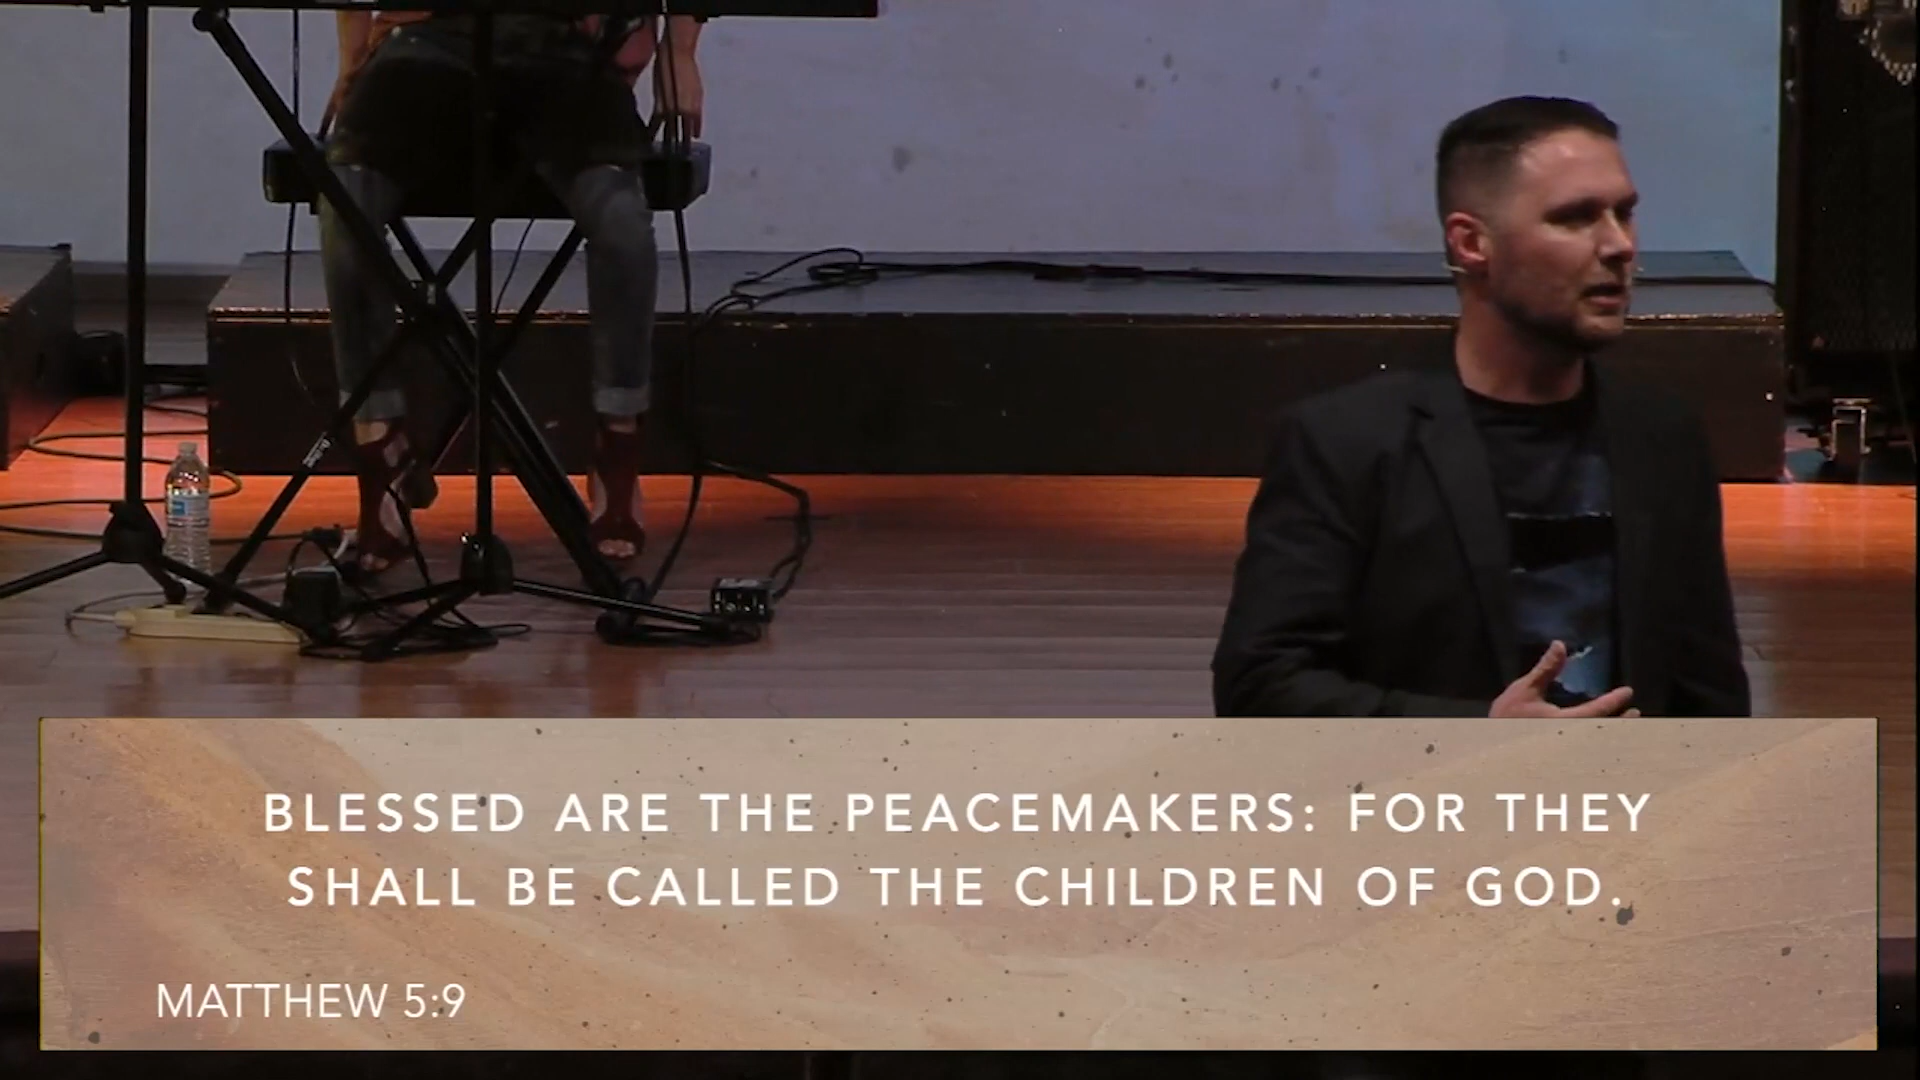 BLESSED ARE THE PEACEMAKERS: FOR THEY
SHALL BE CALLED THE CHILDREN OF GOD.
MATTHEW 5:9